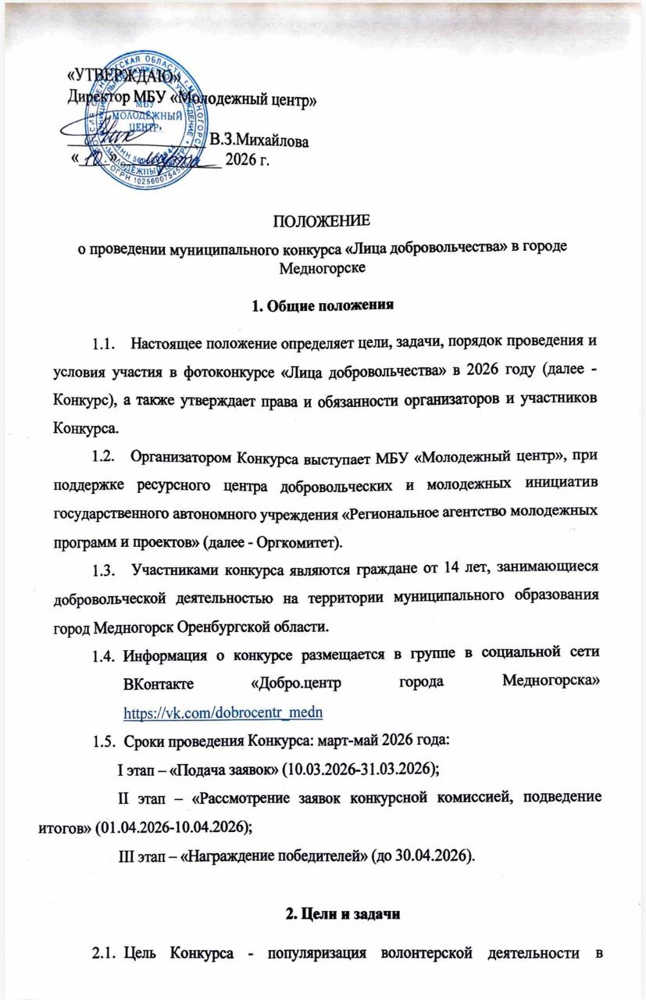 «УТВЕРЖДАЮ»
Директор МБУ «Молодежный центр»
МБУ
«МОЛОДЁЖНЫЙ
ЦЕНТР»
В.З.Михайлова
« 10 » марта 2026 г.
ПОЛОЖЕНИЕ
о проведении муниципального конкурса «Лица добровольчества» в городе
Медногорске
1. Общие положения
1.1. Настоящее положение определяет цели, задачи, порядок проведения и
условия участия в фотоконкурсе «Лица добровольчества» в 2026 году (далее -
Конкурс), а также утверждает права и обязанности организаторов и участников
Конкурса.
1.2. Организатором Конкурса выступает МБУ «Молодежный центр», при
поддержке ресурсного центра добровольческих и молодежных инициатив
государственного автономного учреждения «Региональное агентство молодежных
программ и проектов» (далее - Оргкомитет).
1.3. Участниками конкурса являются граждане от 14 лет, занимающиеся
добровольческой деятельностью на территории муниципального образования
город Медногорск Оренбургской области.
1.4. Информация о конкурсе размещается в группе в социальной сети
ВКонтакте «Добро.центр города Медногорска»
https://vk.com/dobrocentr_medn
1.5. Сроки проведения Конкурса: март-май 2026 года:
I этап – «Подача заявок» (10.03.2026-31.03.2026);
II этап – «Рассмотрение заявок конкурсной комиссией, подведение
итогов» (01.04.2026-10.04.2026);
III этап – «Награждение победителей» (до 30.04.2026).
2. Цели и задачи
2.1. Цель Конкурса - популяризация волонтерской деятельности в